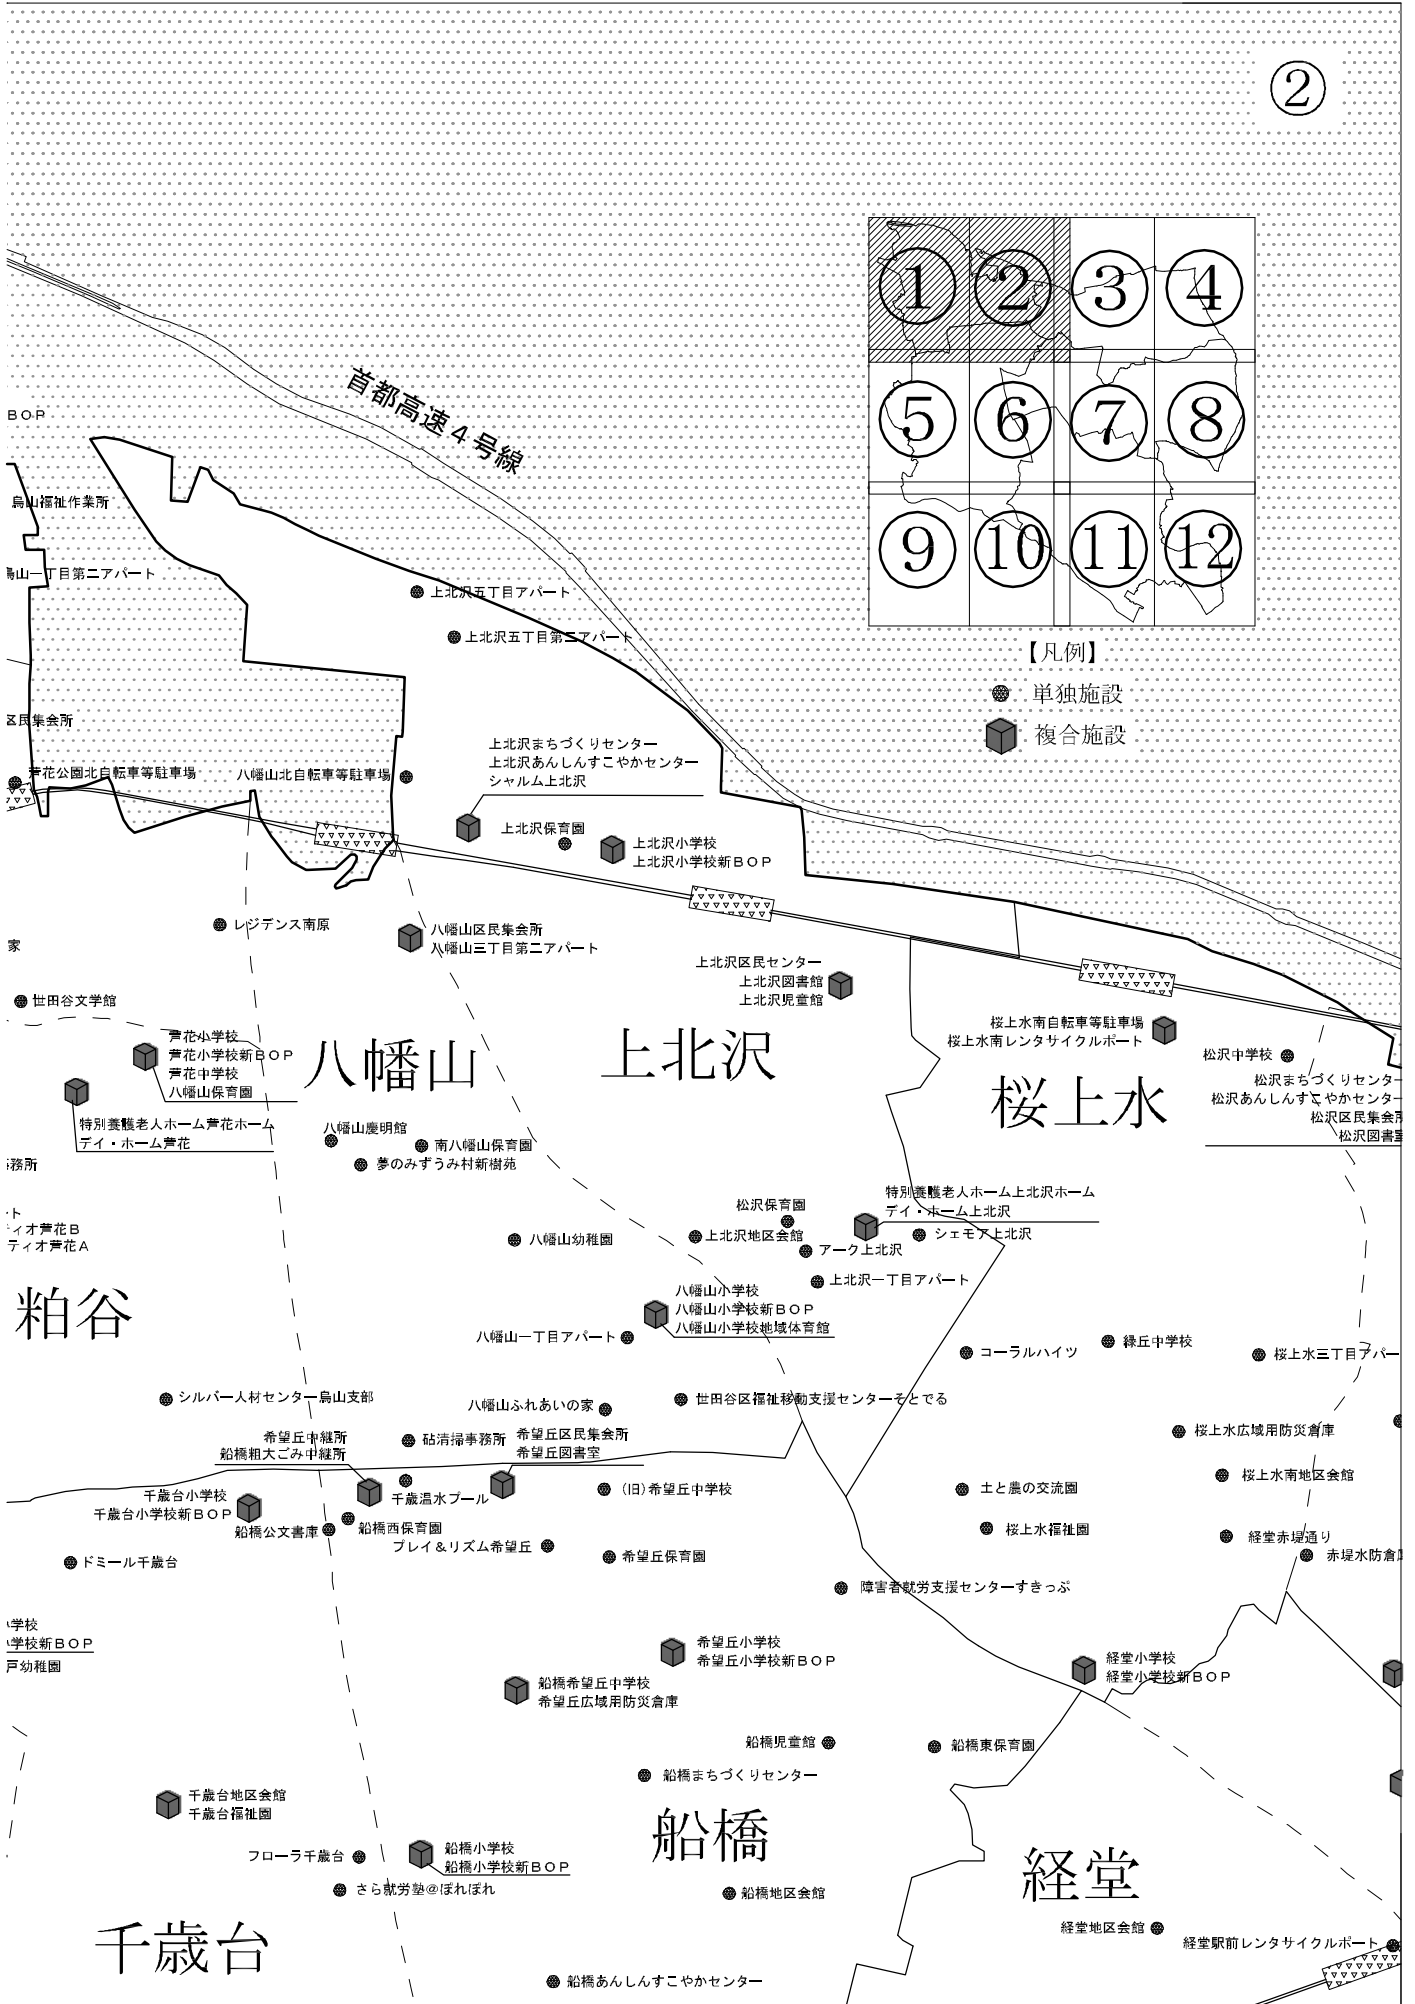 ②
① ② ③ ④
⑤ ⑥ ⑦ ⑧
⑨ ⑩ ⑪ ⑫
【凡例】
単独施設
複合施設
首都高速4号線
BOP
烏山福祉作業所
烏山一丁目第二アパート
上北沢五丁目アパート
上北沢五丁目第二アパート
区民集会所
芦花公園北自転車等駐車場
八幡山北自転車等駐車場
上北沢まちづくりセンター
上北沢あんしんすこやかセンター
シャルム上北沢
上北沢保育園
上北沢小学校
上北沢小学校新BOP
レジデンス南原
八幡山区民集会所
八幡山三丁目第二アパート
家
上北沢区民センター
上北沢図書館
上北沢児童館
世田谷文学館
桜上水南自転車等駐車場
桜上水南レンタサイクルポート
芦花小学校
芦花小学校新BOP
芦花中学校
八幡山保育園
八幡山
上北沢
桜上水
松沢中学校
松沢まちづくりセンター
松沢あんしんすこやかセンター
松沢区民集会所
松沢図書室
特別養護老人ホーム芦花ホーム
デイ・ホーム芦花
八幡山慶明館
南八幡山保育園
夢のみずうみ村新樹苑
務所
ート
ティオ芦花B
ティオ芦花A
松沢保育園
特別養護老人ホーム上北沢ホーム
デイ・ホーム上北沢
八幡山幼稚園
上北沢地区会館
アーク上北沢
シェモア上北沢
上北沢一丁目アパート
粕谷
八幡山小学校
八幡山小学校新BOP
八幡山小学校地域体育館
八幡山一丁目アパート
コーラルハイツ
緑丘中学校
桜上水三丁目アパー
シルバー人材センター烏山支部
八幡山ふれあいの家
世田谷区福祉移動支援センターそとでる
希望丘中継所
船橋粗大ごみ中継所
砧清掃事務所
希望丘区民集会所
希望丘図書室
桜上水広域用防災倉庫
桜上水南地区会館
千歳台小学校
千歳台小学校新BOP
千歳温水プール
(旧)希望丘中学校
土と農の交流園
船橋公文書庫
船橋西保育園
プレイ&リズム希望丘
桜上水福祉園
経堂赤堤通り
赤堤水防倉庫
ドミール千歳台
希望丘保育園
障害者就労支援センターすきっぷ
小学校
小学校新BOP
戸幼稚園
希望丘小学校
希望丘小学校新BOP
経堂小学校
経堂小学校新BOP
船橋希望丘中学校
希望丘広域用防災倉庫
船橋児童館
船橋東保育園
船橋まちづくりセンター
千歳台地区会館
千歳台福祉園
船橋
経堂
フローラ千歳台
船橋小学校
船橋小学校新BOP
さら就労塾@ぽれぽれ
船橋地区会館
千歳台
経堂地区会館
経堂駅前レンタサイクルポート
船橋あんしんすこやかセンター